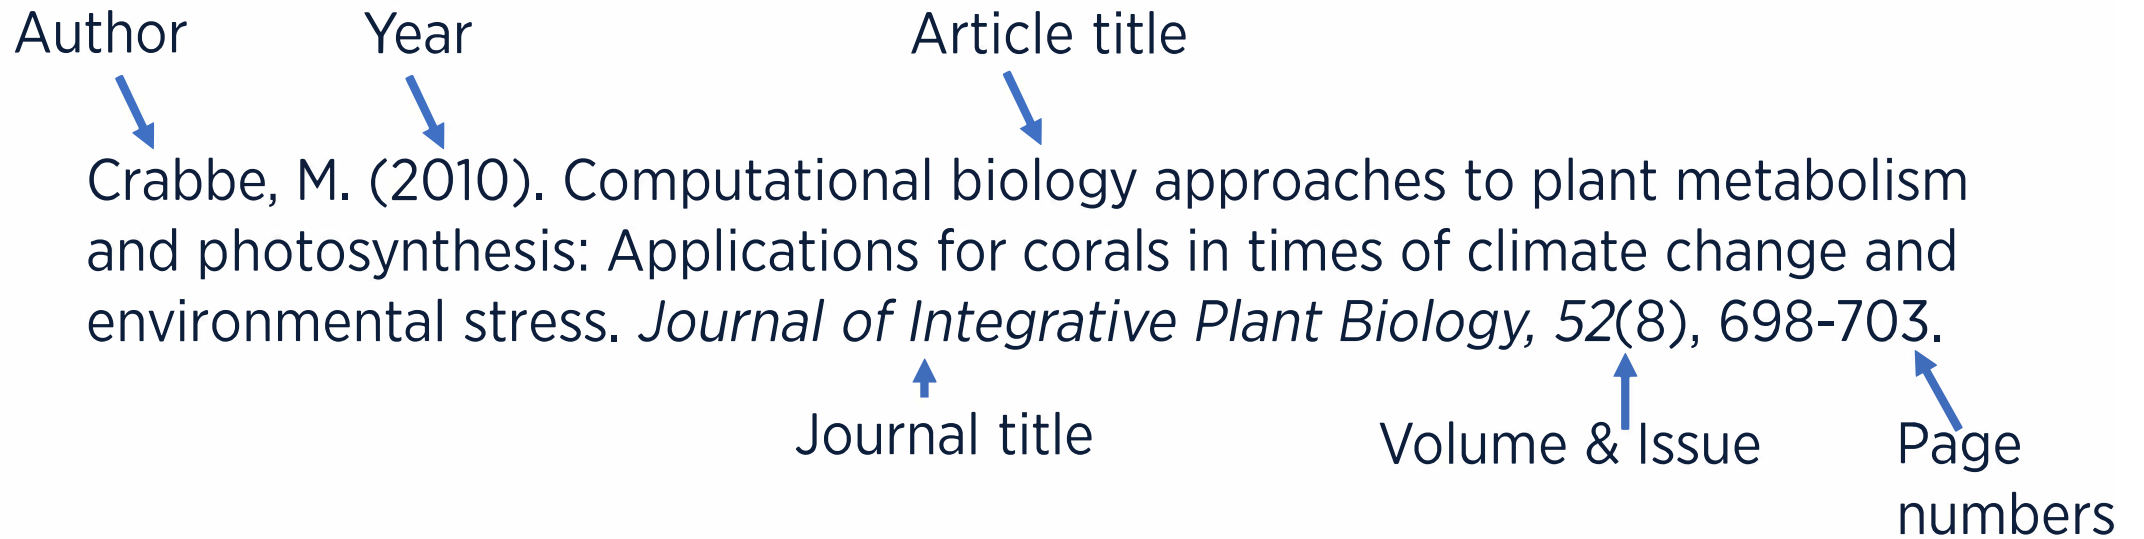 Author Year Article title
Crabbe, M. (2010). Computational biology approaches to plant metabolism
and photosynthesis: Applications for corals in times of climate change and
environmental stress. Journal of Integrative Plant Biology, 52(8), 698-703.
Journal title Volume & Issue Page
numbers